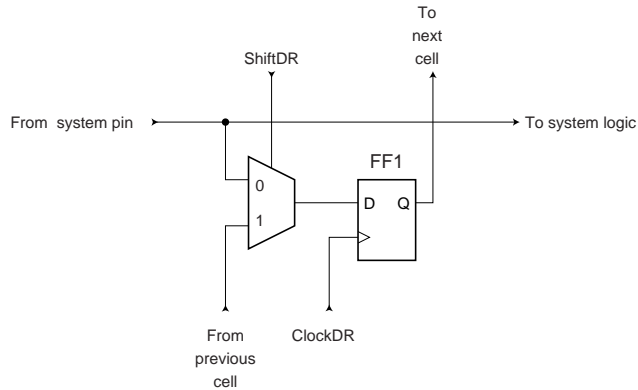 To
next
cell
ShiftDR
From system pin
To system logic
FF1
0
D Q
1
From
previous
cell
ClockDR